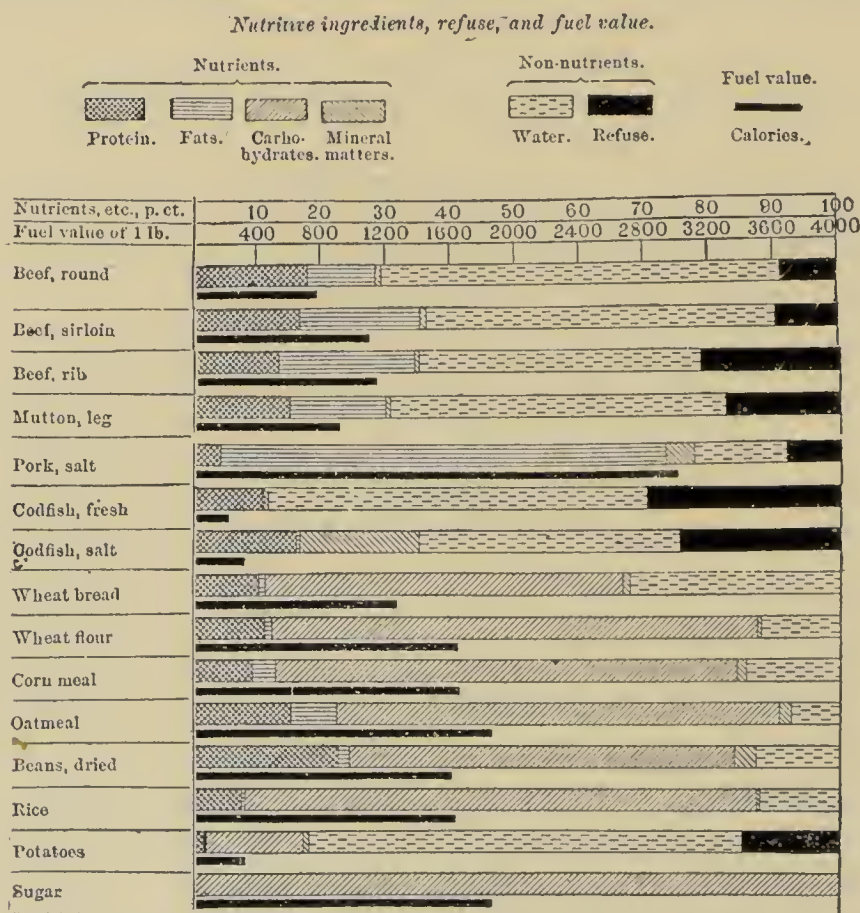 Nutritive ingredients, refuse, and fuel value.
Nutrients.
Non-nutrients.
Fuel value.
Protein. Fats. Carbo-hydrates. Mineral matters.
Water. Refuse.
Calories.
Nutrients, etc., p. ct. 10 20 30 40 50 60 70 80 90 100
Fuel value of 1 lb. 400 800 1200 1600 2000 2400 2800 3200 3600 4000
Beef, round
Beef, sirloin
Beef, rib
Mutton, leg
Pork, salt
Codfish, fresh
Codfish, salt
Wheat bread
Wheat flour
Corn meal
Oatmeal
Beans, dried
Rice
Potatoes
Sugar